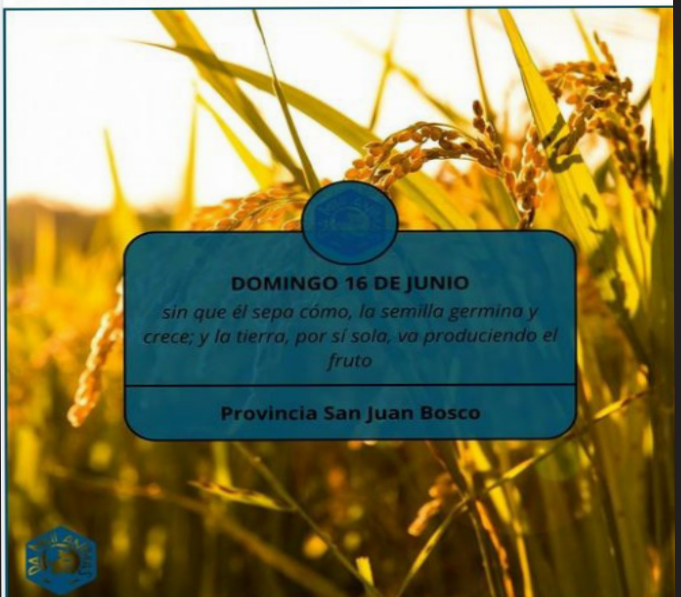 DOMINGO 16 DE JUNIO
sin que él sepa cómo, la semilla germina y
crece; y la tierra, por sí sola, va produciendo el
fruto
Provincia San Juan Bosco